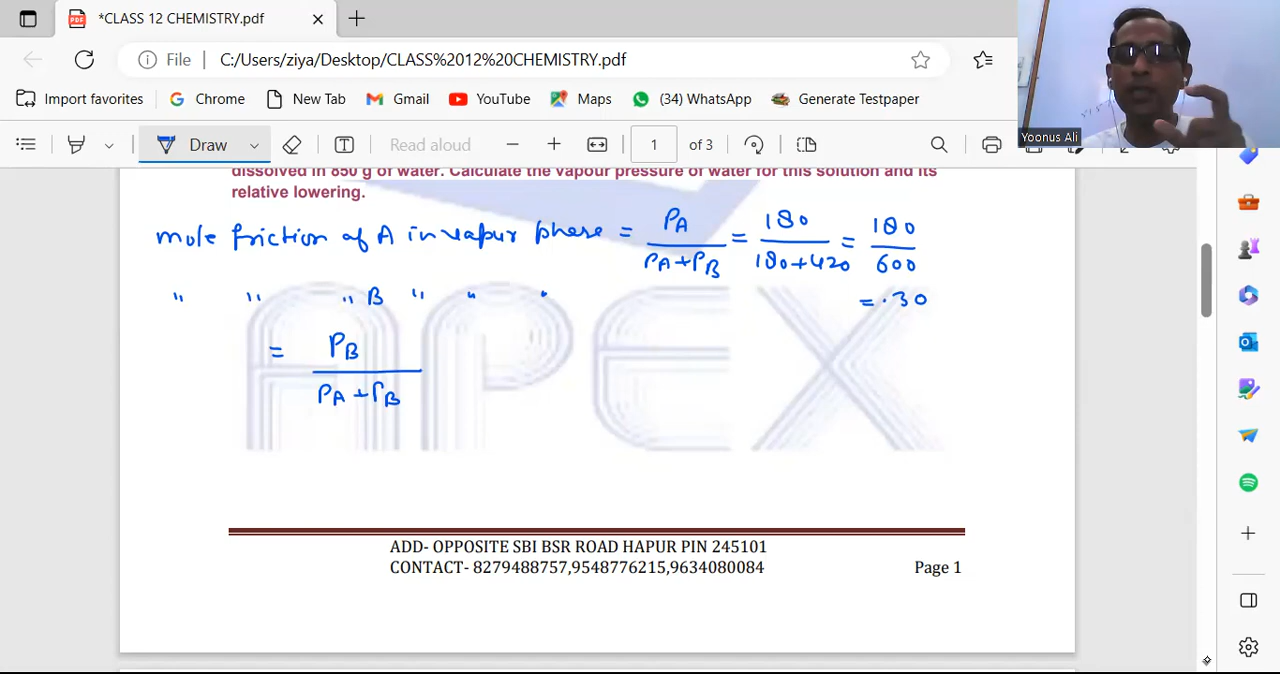 *CLASS 12 CHEMISTRY.pdf
File C:/Users/ziya/Desktop/CLASS%2012%20CHEMISTRY.pdf
Import favorites Chrome New Tab Gmail YouTube Maps (34) WhatsApp Generate Testpaper
Yoonus Ali
Draw Read aloud 1 of 3
dissolved in 850 g of water. Calculate the vapour pressure of water for this solution and its
relative lowering.
mole friction of A in vapur phase = PA / PA+PB = 180 / 180+420 = 180 / 600
" " " B " " " = .30
= PB / PA+PB
APEX
ADD- OPPOSITE SBI BSR ROAD HAPUR PIN 245101
CONTACT- 8279488757,9548776215,9634080084 Page 1